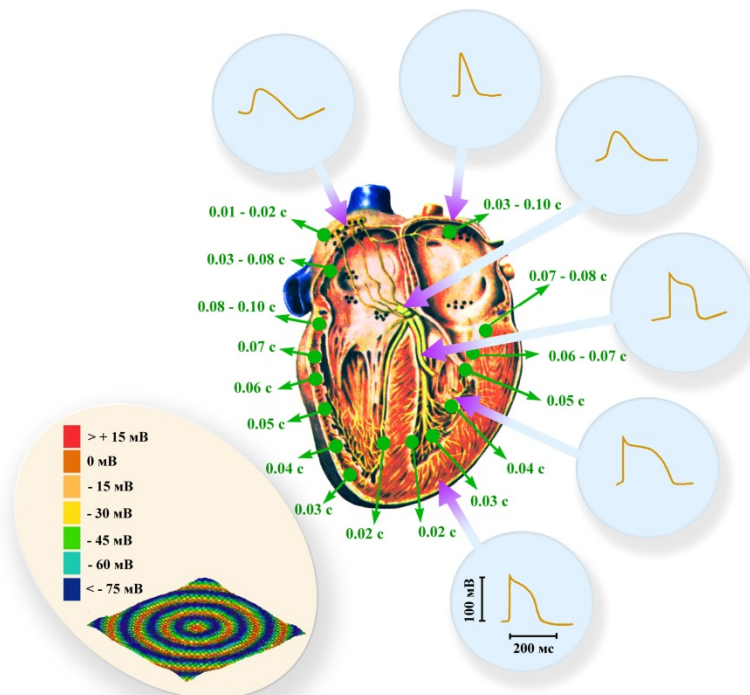 0.01 - 0.02 с
0.03 - 0.10 с
0.03 - 0.08 с
0.07 - 0.08 с
0.08 - 0.10 с
0.07 с
0.06 - 0.07 с
0.06 с
0.05 с
0.05 с
0.04 с
0.04 с
0.03 с
0.03 с
0.02 с
0.02 с
> + 15 мВ
0 мВ
- 15 мВ
- 30 мВ
- 45 мВ
- 60 мВ
< - 75 мВ
100 мВ
200 мс